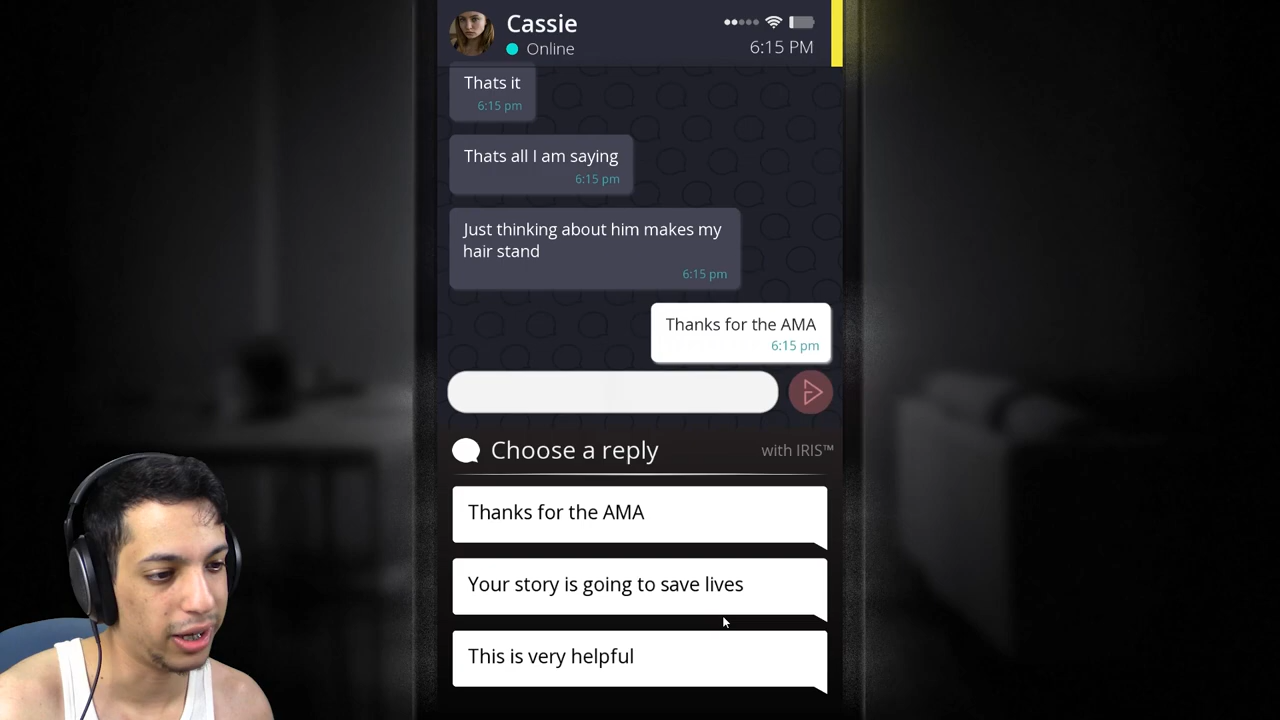 Cassie
Online
6:15 PM
Thats it
6:15 pm
Thats all I am saying
6:15 pm
Just thinking about him makes my
hair stand
6:15 pm
Thanks for the AMA
6:15 pm
Choose a reply
with IRIS™
Thanks for the AMA
Your story is going to save lives
This is very helpful